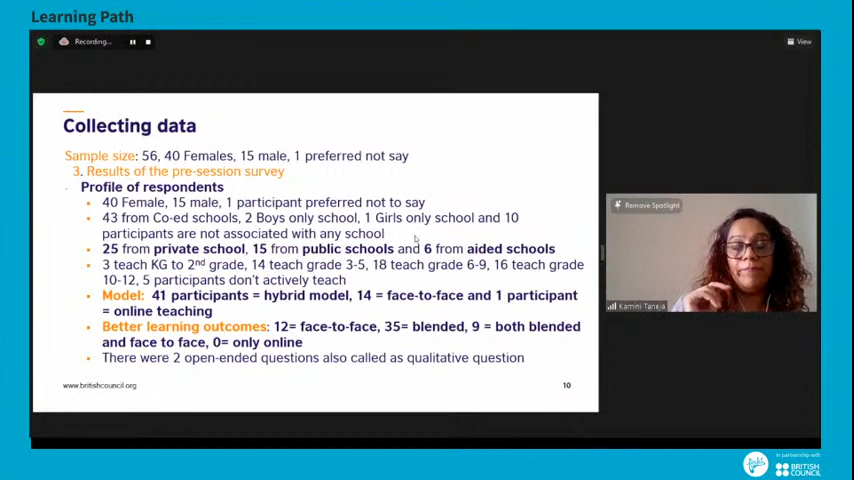 Learning Path
Recording...
View
Collecting data
Sample size: 56, 40 Females, 15 male, 1 preferred not say
3. Results of the pre-session survey
Profile of respondents
40 Female, 15 male, 1 participant preferred not to say
43 from Co-ed schools, 2 Boys only school, 1 Girls only school and 10
participants are not associated with any school
25 from private school, 15 from public schools and 6 from aided schools
3 teach KG to 2nd grade, 14 teach grade 3-5, 18 teach grade 6-9, 16 teach grade
10-12, 5 participants don't actively teach
Model: 41 participants = hybrid model, 14 = face-to-face and 1 participant
= online teaching
Better learning outcomes: 12= face-to-face, 35= blended, 9 = both blended
and face to face, 0= only online
There were 2 open-ended questions also called as qualitative question
www.britishcouncil.org
10
Remove Spotlight
Kamini Taneja
in partnership with
BRITISH
COUNCIL